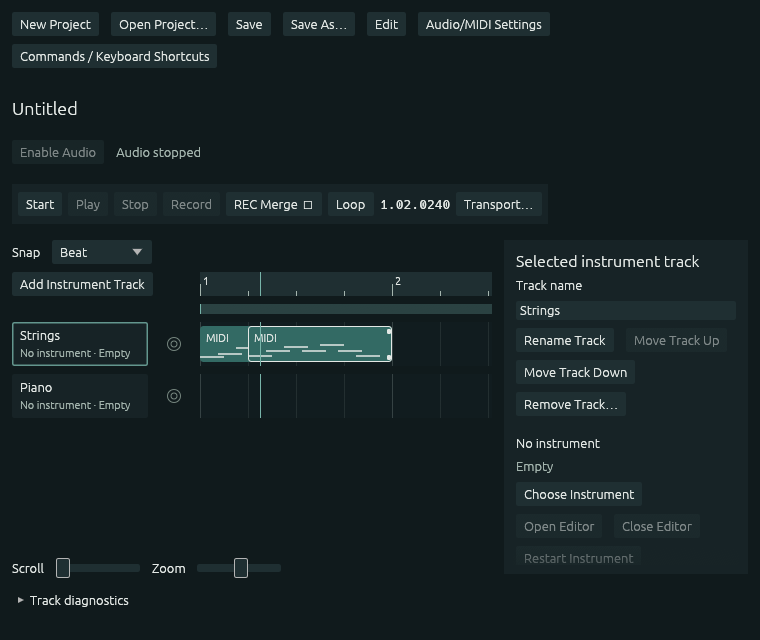 New Project Open Project... Save Save As... Edit Audio/MIDI Settings
Commands / Keyboard Shortcuts
Untitled
Enable Audio Audio stopped
Start Play Stop Record REC Merge Loop 1.02.0240 Transport...
Snap Beat
Add Instrument Track
1 2
Strings
No instrument · Empty
MIDI MIDI
Piano
No instrument · Empty
Scroll Zoom
Track diagnostics
Selected instrument track
Track name
Strings
Rename Track Move Track Up
Move Track Down
Remove Track...
No instrument
Empty
Choose Instrument
Open Editor Close Editor
Restart Instrument